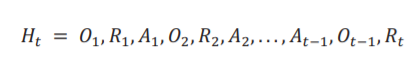 H_t = O_1, R_1, A_1, O_2, R_2, A_2, ..., A_{t-1}, O_{t-1}, R_t